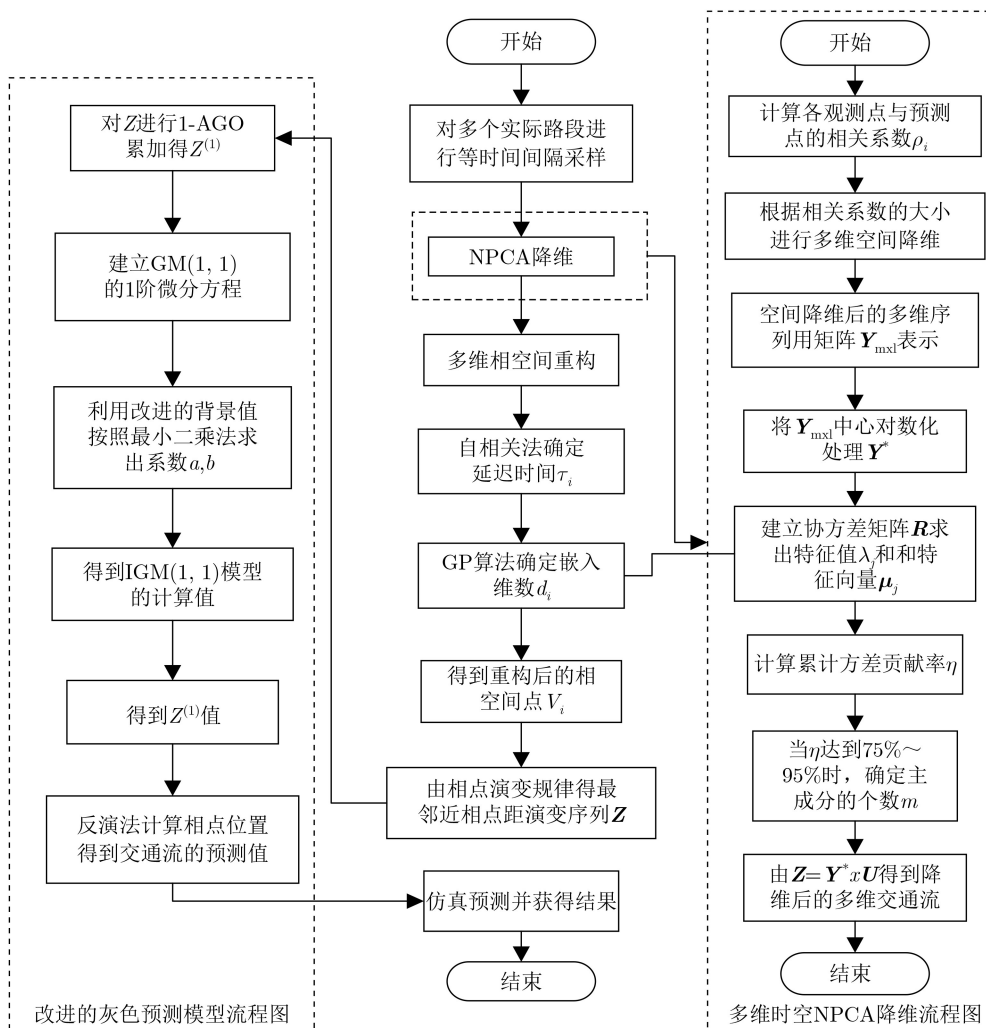 对Z进行1-AGO
累加得Z⁽¹⁾
建立GM(1, 1)
的1阶微分方程
利用改进的背景值
按照最小二乘法求
出系数a,b
得到IGM(1, 1)模型
的计算值
得到Z⁽¹⁾值
反演法计算相点位置
得到交通流的预测值
改进的灰色预测模型流程图
开始
对多个实际路段进
行等时间间隔采样
NPCA降维
多维相空间重构
自相关法确定
延迟时间τᵢ
GP算法确定嵌入
维数dᵢ
得到重构后的相
空间点Vᵢ
由相点演变规律得最
邻近相点距演变序列Z
仿真预测并获得结果
结束
开始
计算各观测点与预测
点的相关系数ρᵢ
根据相关系数的大小
进行多维空间降维
空间降维后的多维序
列用矩阵Yₘₓₗ表示
将Yₘₓₗ中心对数化
处理Y*
建立协方差矩阵R求
出特征值λⱼ和和特
征向量μⱼ
计算累计方差贡献率η
当η达到75%～
95%时，确定主
成分的个数m
由Z=Y*xU得到降
维后的多维交通流
结束
多维时空NPCA降维流程图